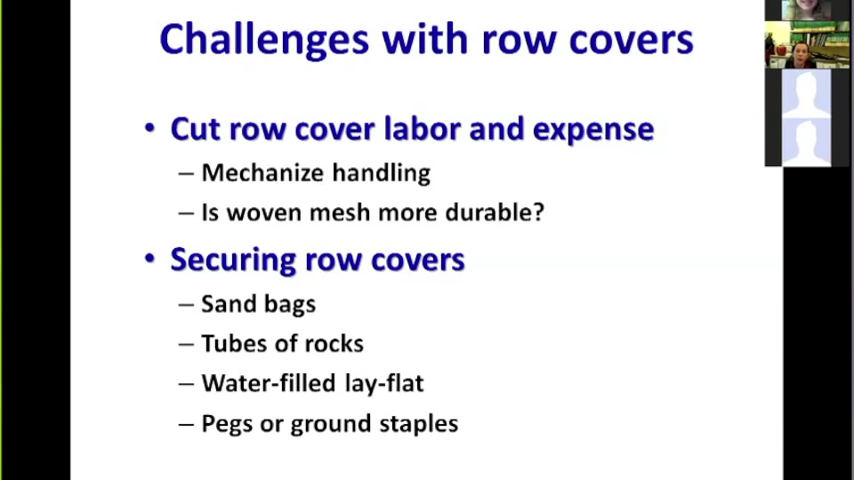 Challenges with row covers
• Cut row cover labor and expense
– Mechanize handling
– Is woven mesh more durable?
• Securing row covers
– Sand bags
– Tubes of rocks
– Water-filled lay-flat
– Pegs or ground staples